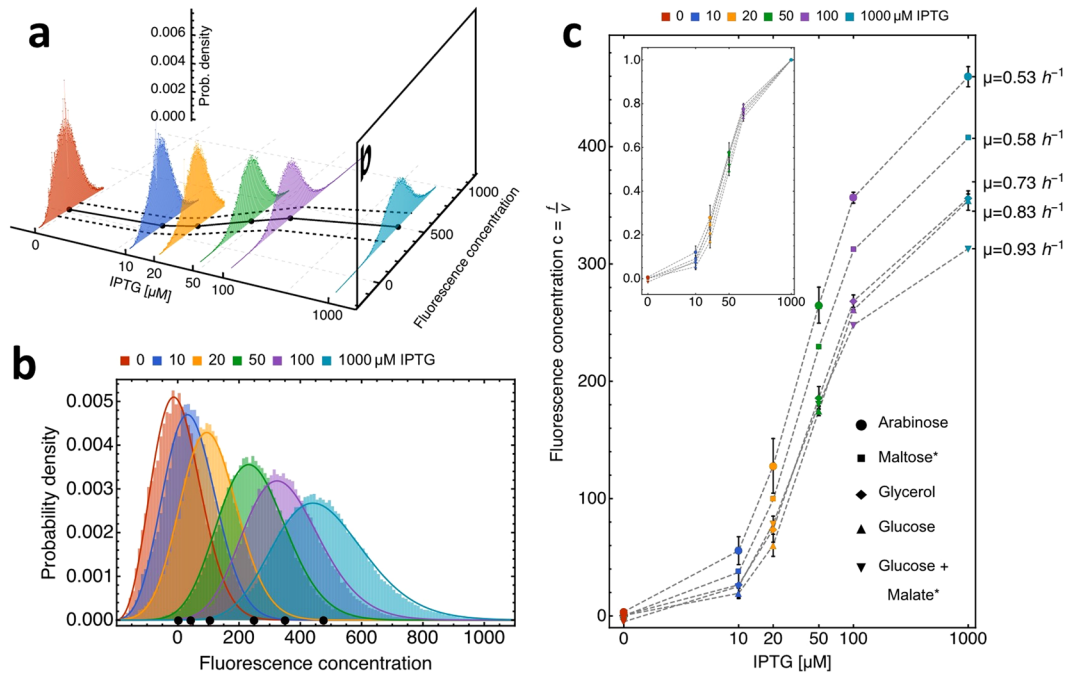 a
0.006
0.004
0.002
0.000
Prob. density
0
10
20
50
100
1000
IPTG [µM]
0
500
1000
Fluorescence concentration
b
0 10 20 50 100 1000 µM IPTG
0.005
0.004
0.003
0.002
0.001
0.000
Probability density
0 200 400 600 800 1000
Fluorescence concentration
c
0 10 20 50 100 1000 µM IPTG
1.0
0.8
0.6
0.4
0.2
0.0
0 10 50 1000
400
300
200
100
0
Fluorescence concentration c = f/V
μ=0.53 h⁻¹
μ=0.58 h⁻¹
μ=0.73 h⁻¹
μ=0.83 h⁻¹
μ=0.93 h⁻¹
Arabinose
Maltose*
Glycerol
Glucose
Glucose +
Malate*
0 10 20 50 100 1000
IPTG [µM]